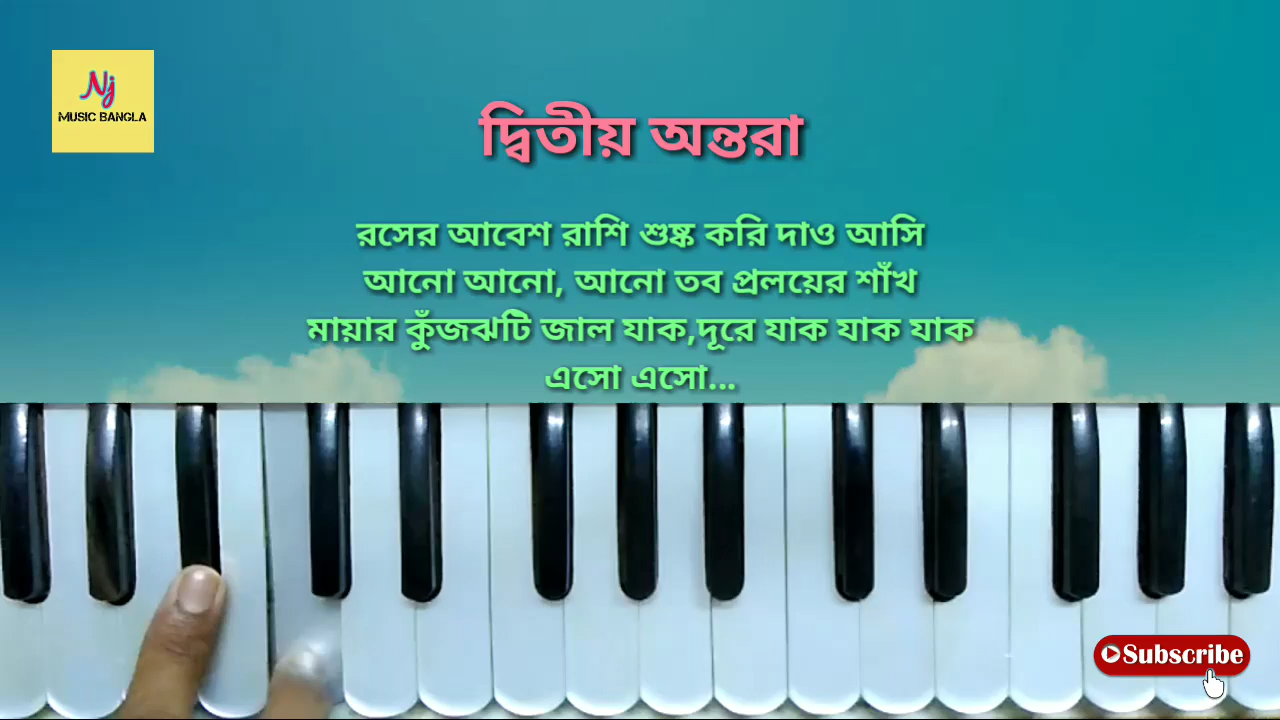 Nj
MUSIC BANGLA
দ্বিতীয় অন্তরা
রসের আবেশ রাশি শুষ্ক করি দাও আসি
আনো আনো, আনো তব প্রলয়ের শাঁখ
মায়ার কুঁজঝটি জাল যাক,দূরে যাক যাক যাক
এসো এসো...
Subscribe